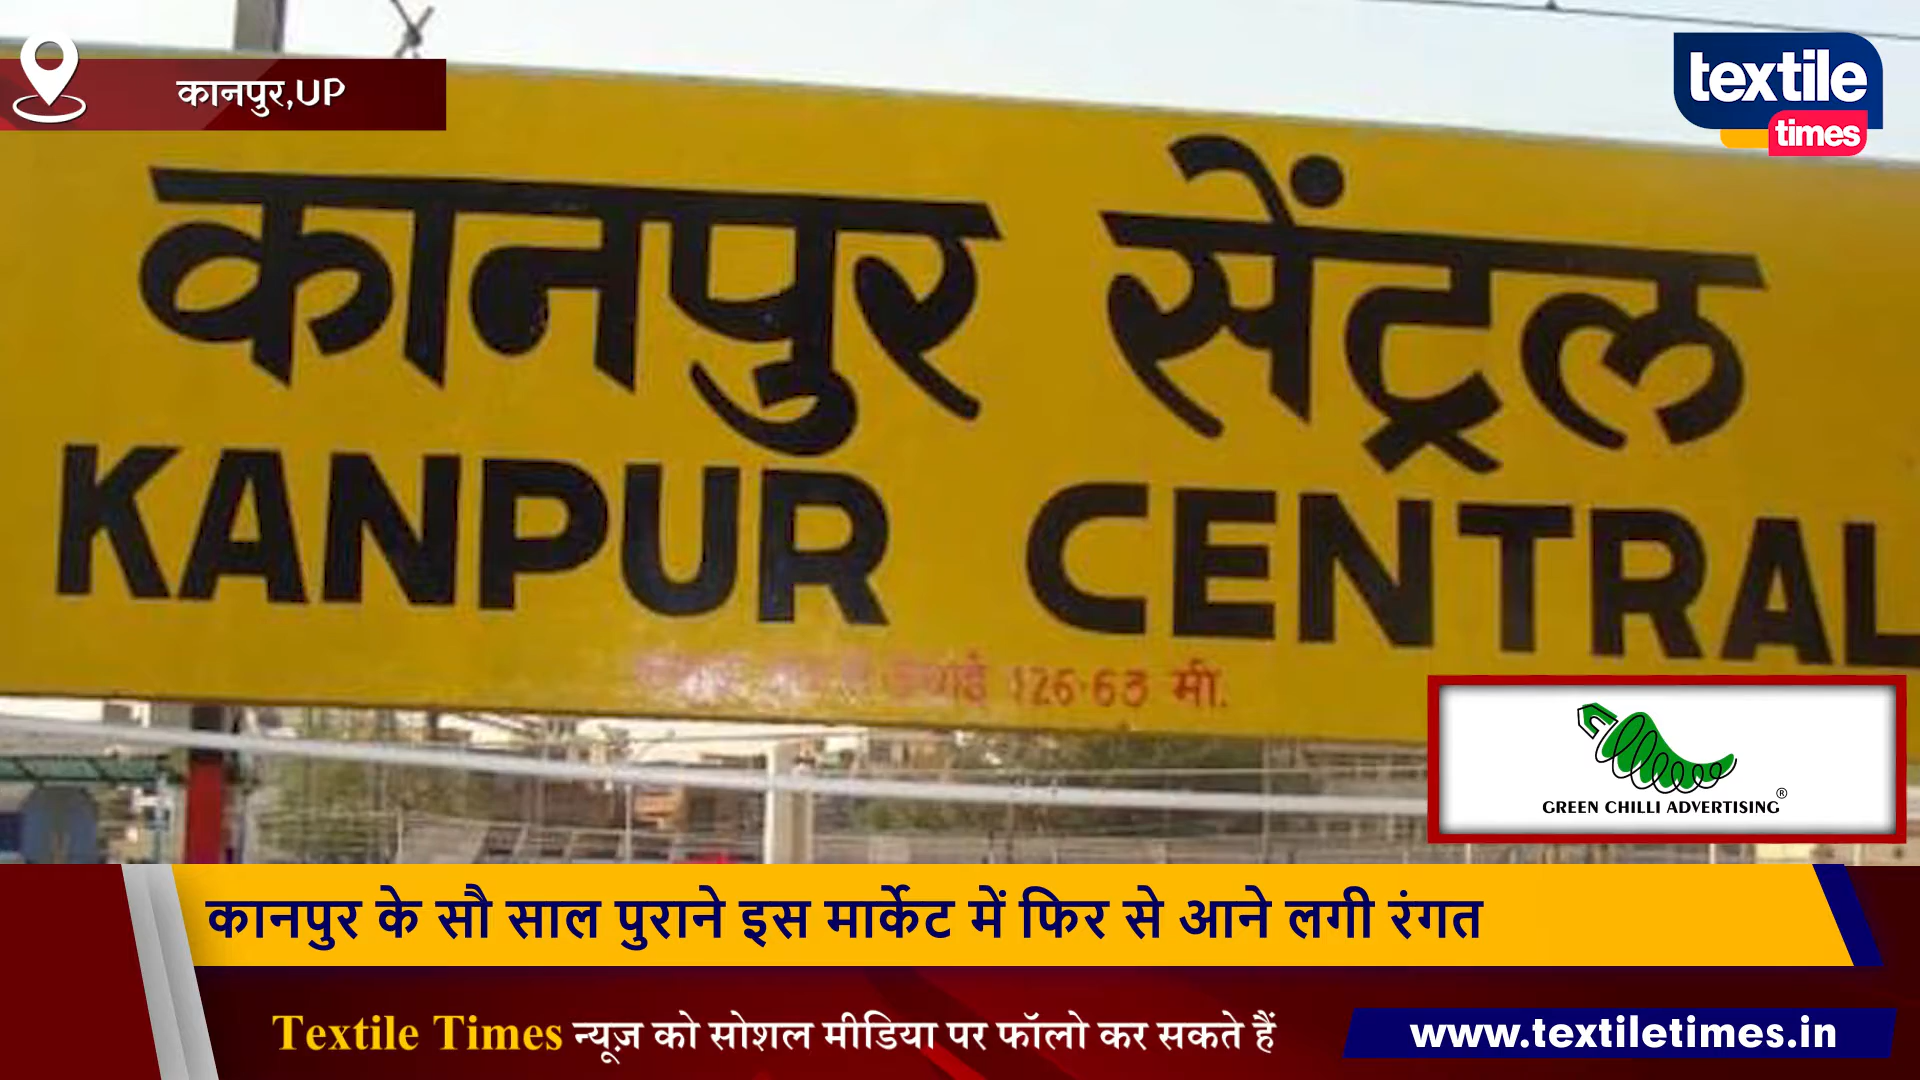 कानपुर,UP
textile
times
कानपुर सेंट्रल
KANPUR CENTRAL
126·63 मी.
GREEN CHILLI ADVERTISING®
कानपुर के सौ साल पुराने इस मार्केट में फिर से आने लगी रंगत
Textile Times न्यूज़ को सोशल मीडिया पर फॉलो कर सकते हैं
www.textiletimes.in